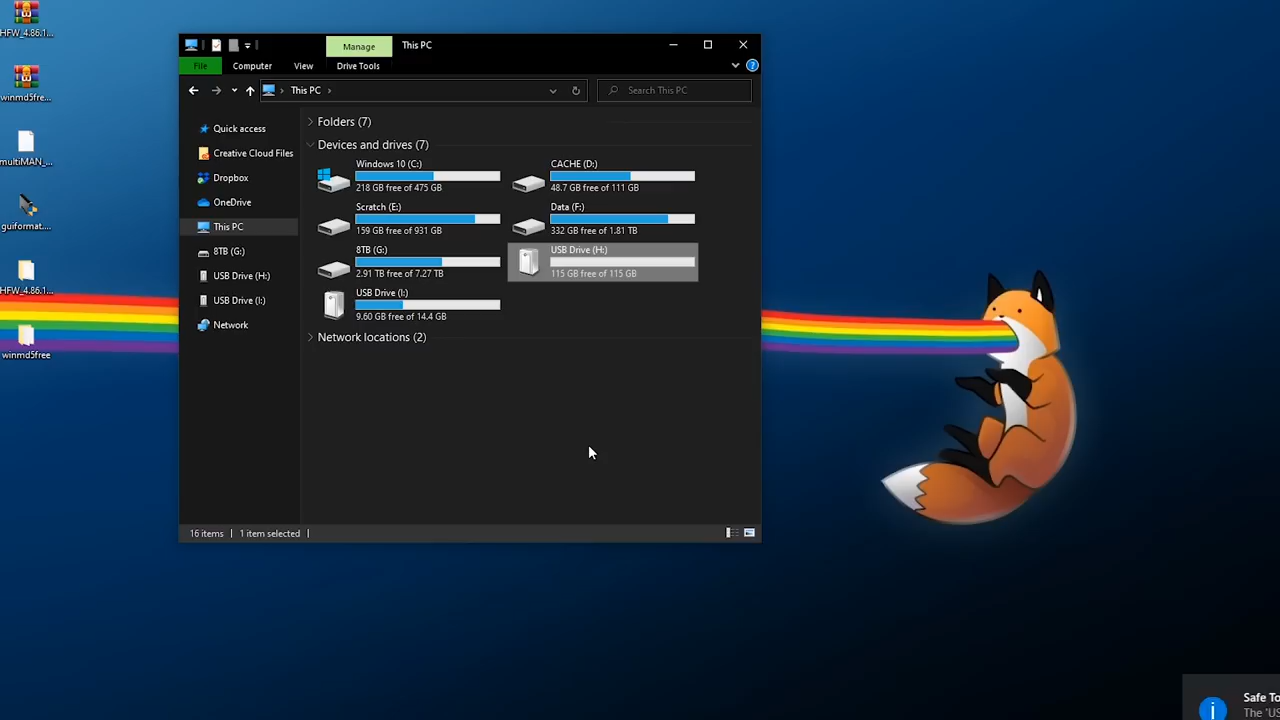 HFW_4.86.1...
winmd5fre...
multiMAN_...
guiformat....
HFW_4.86.1...
winmd5free
Manage
This PC
File
Computer
View
Drive Tools
This PC
Search This PC
Quick access
Creative Cloud Files
Dropbox
OneDrive
This PC
8TB (G:)
USB Drive (H:)
USB Drive (I:)
Network
Folders (7)
Devices and drives (7)
Windows 10 (C:)
218 GB free of 475 GB
CACHE (D:)
48.7 GB free of 111 GB
Scratch (E:)
159 GB free of 931 GB
Data (F:)
332 GB free of 1.81 TB
8TB (G:)
2.91 TB free of 7.27 TB
USB Drive (H:)
115 GB free of 115 GB
USB Drive (I:)
9.60 GB free of 14.4 GB
Network locations (2)
16 items
1 item selected
Safe To
The 'US